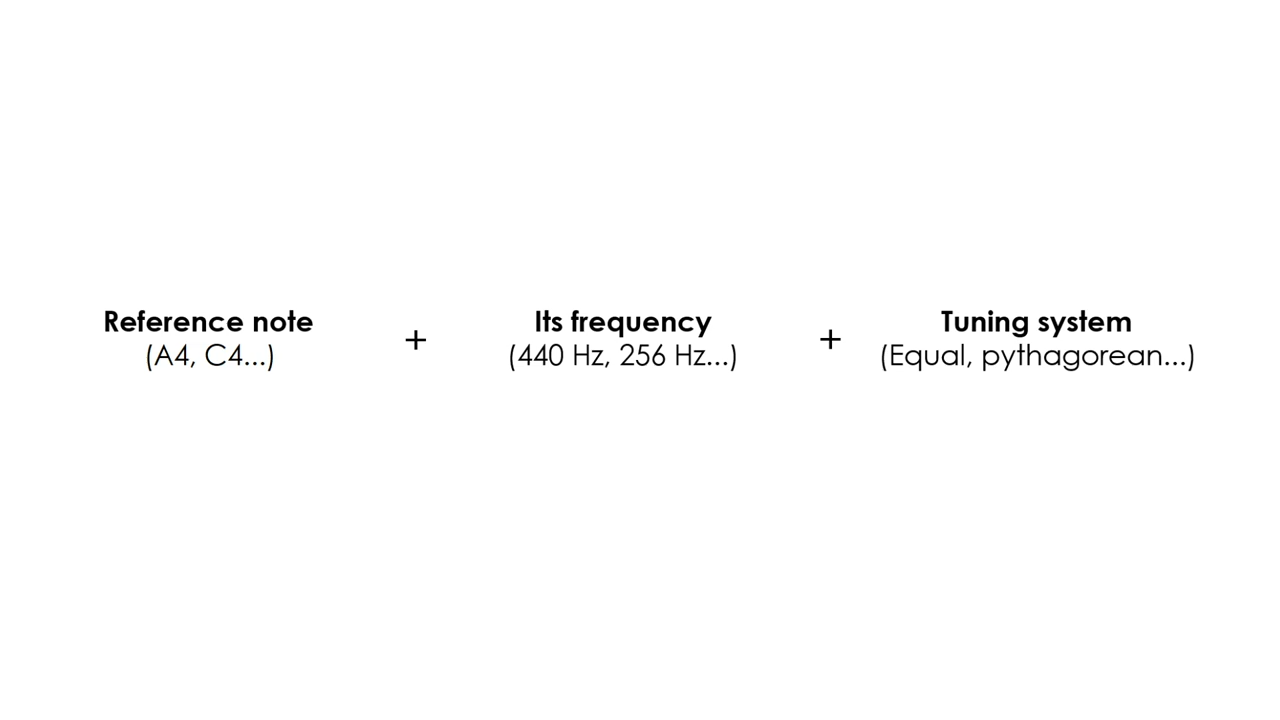 Reference note
(A4, C4...)
+
Its frequency
(440 Hz, 256 Hz...)
+
Tuning system
(Equal, pythagorean...)